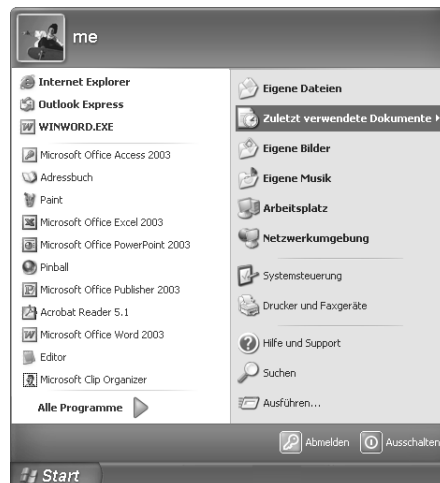 me
Internet Explorer
Outlook Express
WINWORD.EXE
Microsoft Office Access 2003
Adressbuch
Paint
Microsoft Office Excel 2003
Microsoft Office PowerPoint 2003
Pinball
Microsoft Office Publisher 2003
Acrobat Reader 5.1
Microsoft Office Word 2003
Editor
Microsoft Clip Organizer
Alle Programme
Eigene Dateien
Zuletzt verwendete Dokumente
Eigene Bilder
Eigene Musik
Arbeitsplatz
Netzwerkumgebung
Systemsteuerung
Drucker und Faxgeräte
Hilfe und Support
Suchen
Ausführen...
Abmelden
Ausschalten
Start